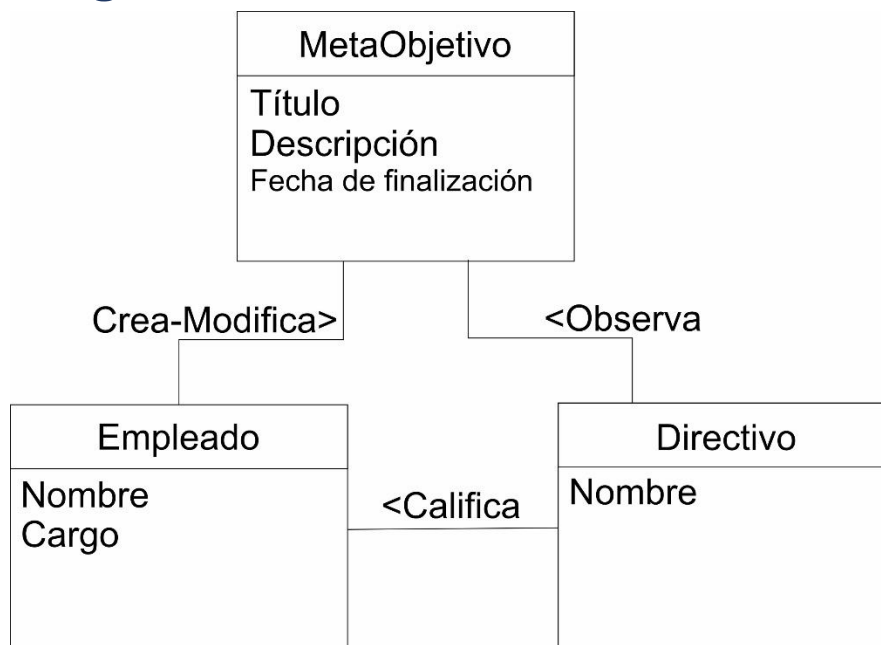 MetaObjetivo
Título
Descripción
Fecha de finalización
Crea-Modifica>
<Observa
Empleado
Nombre
Cargo
<Califica
Directivo
Nombre